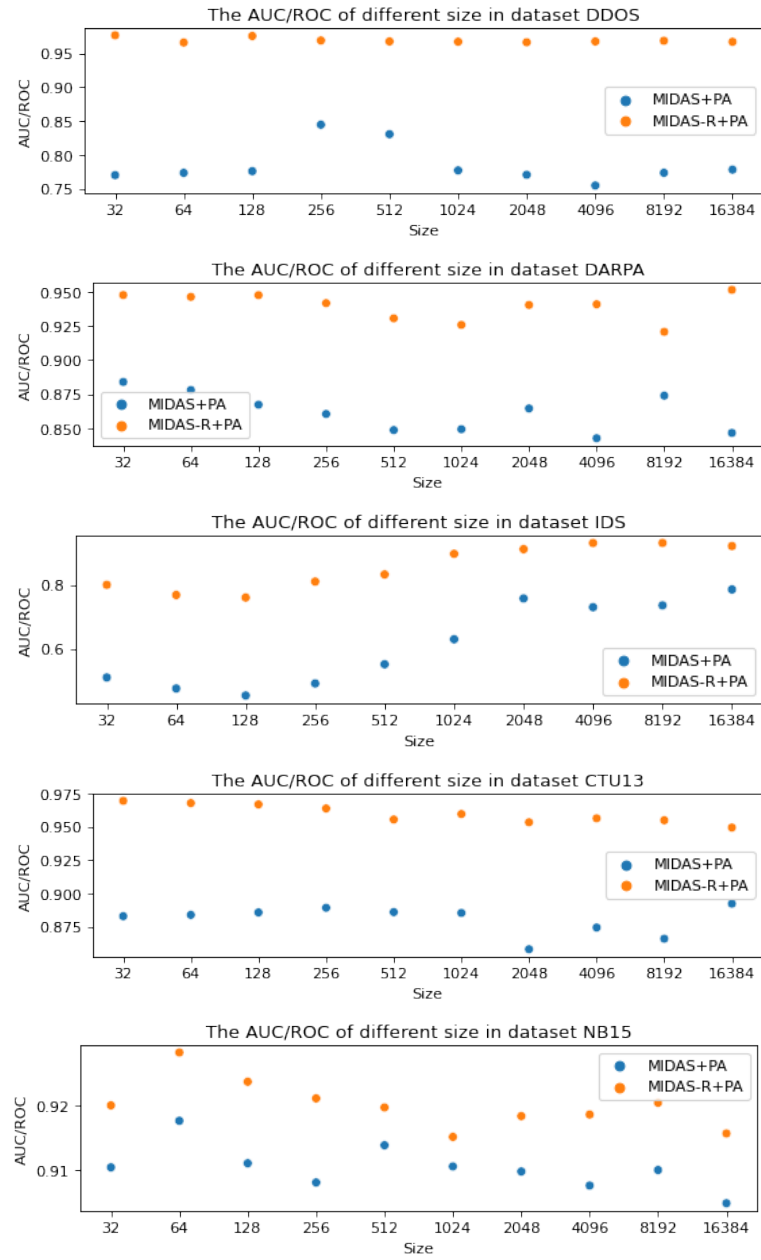 The AUC/ROC of different size in dataset DDOS
0.95
0.90
0.85
0.80
0.75
AUC/ROC
MIDAS+PA
MIDAS-R+PA
32 64 128 256 512 1024 2048 4096 8192 16384
Size
The AUC/ROC of different size in dataset DARPA
0.950
0.925
0.900
0.875
0.850
AUC/ROC
MIDAS+PA
MIDAS-R+PA
32 64 128 256 512 1024 2048 4096 8192 16384
Size
The AUC/ROC of different size in dataset IDS
0.8
0.6
AUC/ROC
MIDAS+PA
MIDAS-R+PA
32 64 128 256 512 1024 2048 4096 8192 16384
Size
The AUC/ROC of different size in dataset CTU13
0.975
0.950
0.925
0.900
0.875
AUC/ROC
MIDAS+PA
MIDAS-R+PA
32 64 128 256 512 1024 2048 4096 8192 16384
Size
The AUC/ROC of different size in dataset NB15
0.92
0.91
AUC/ROC
MIDAS+PA
MIDAS-R+PA
32 64 128 256 512 1024 2048 4096 8192 16384
Size